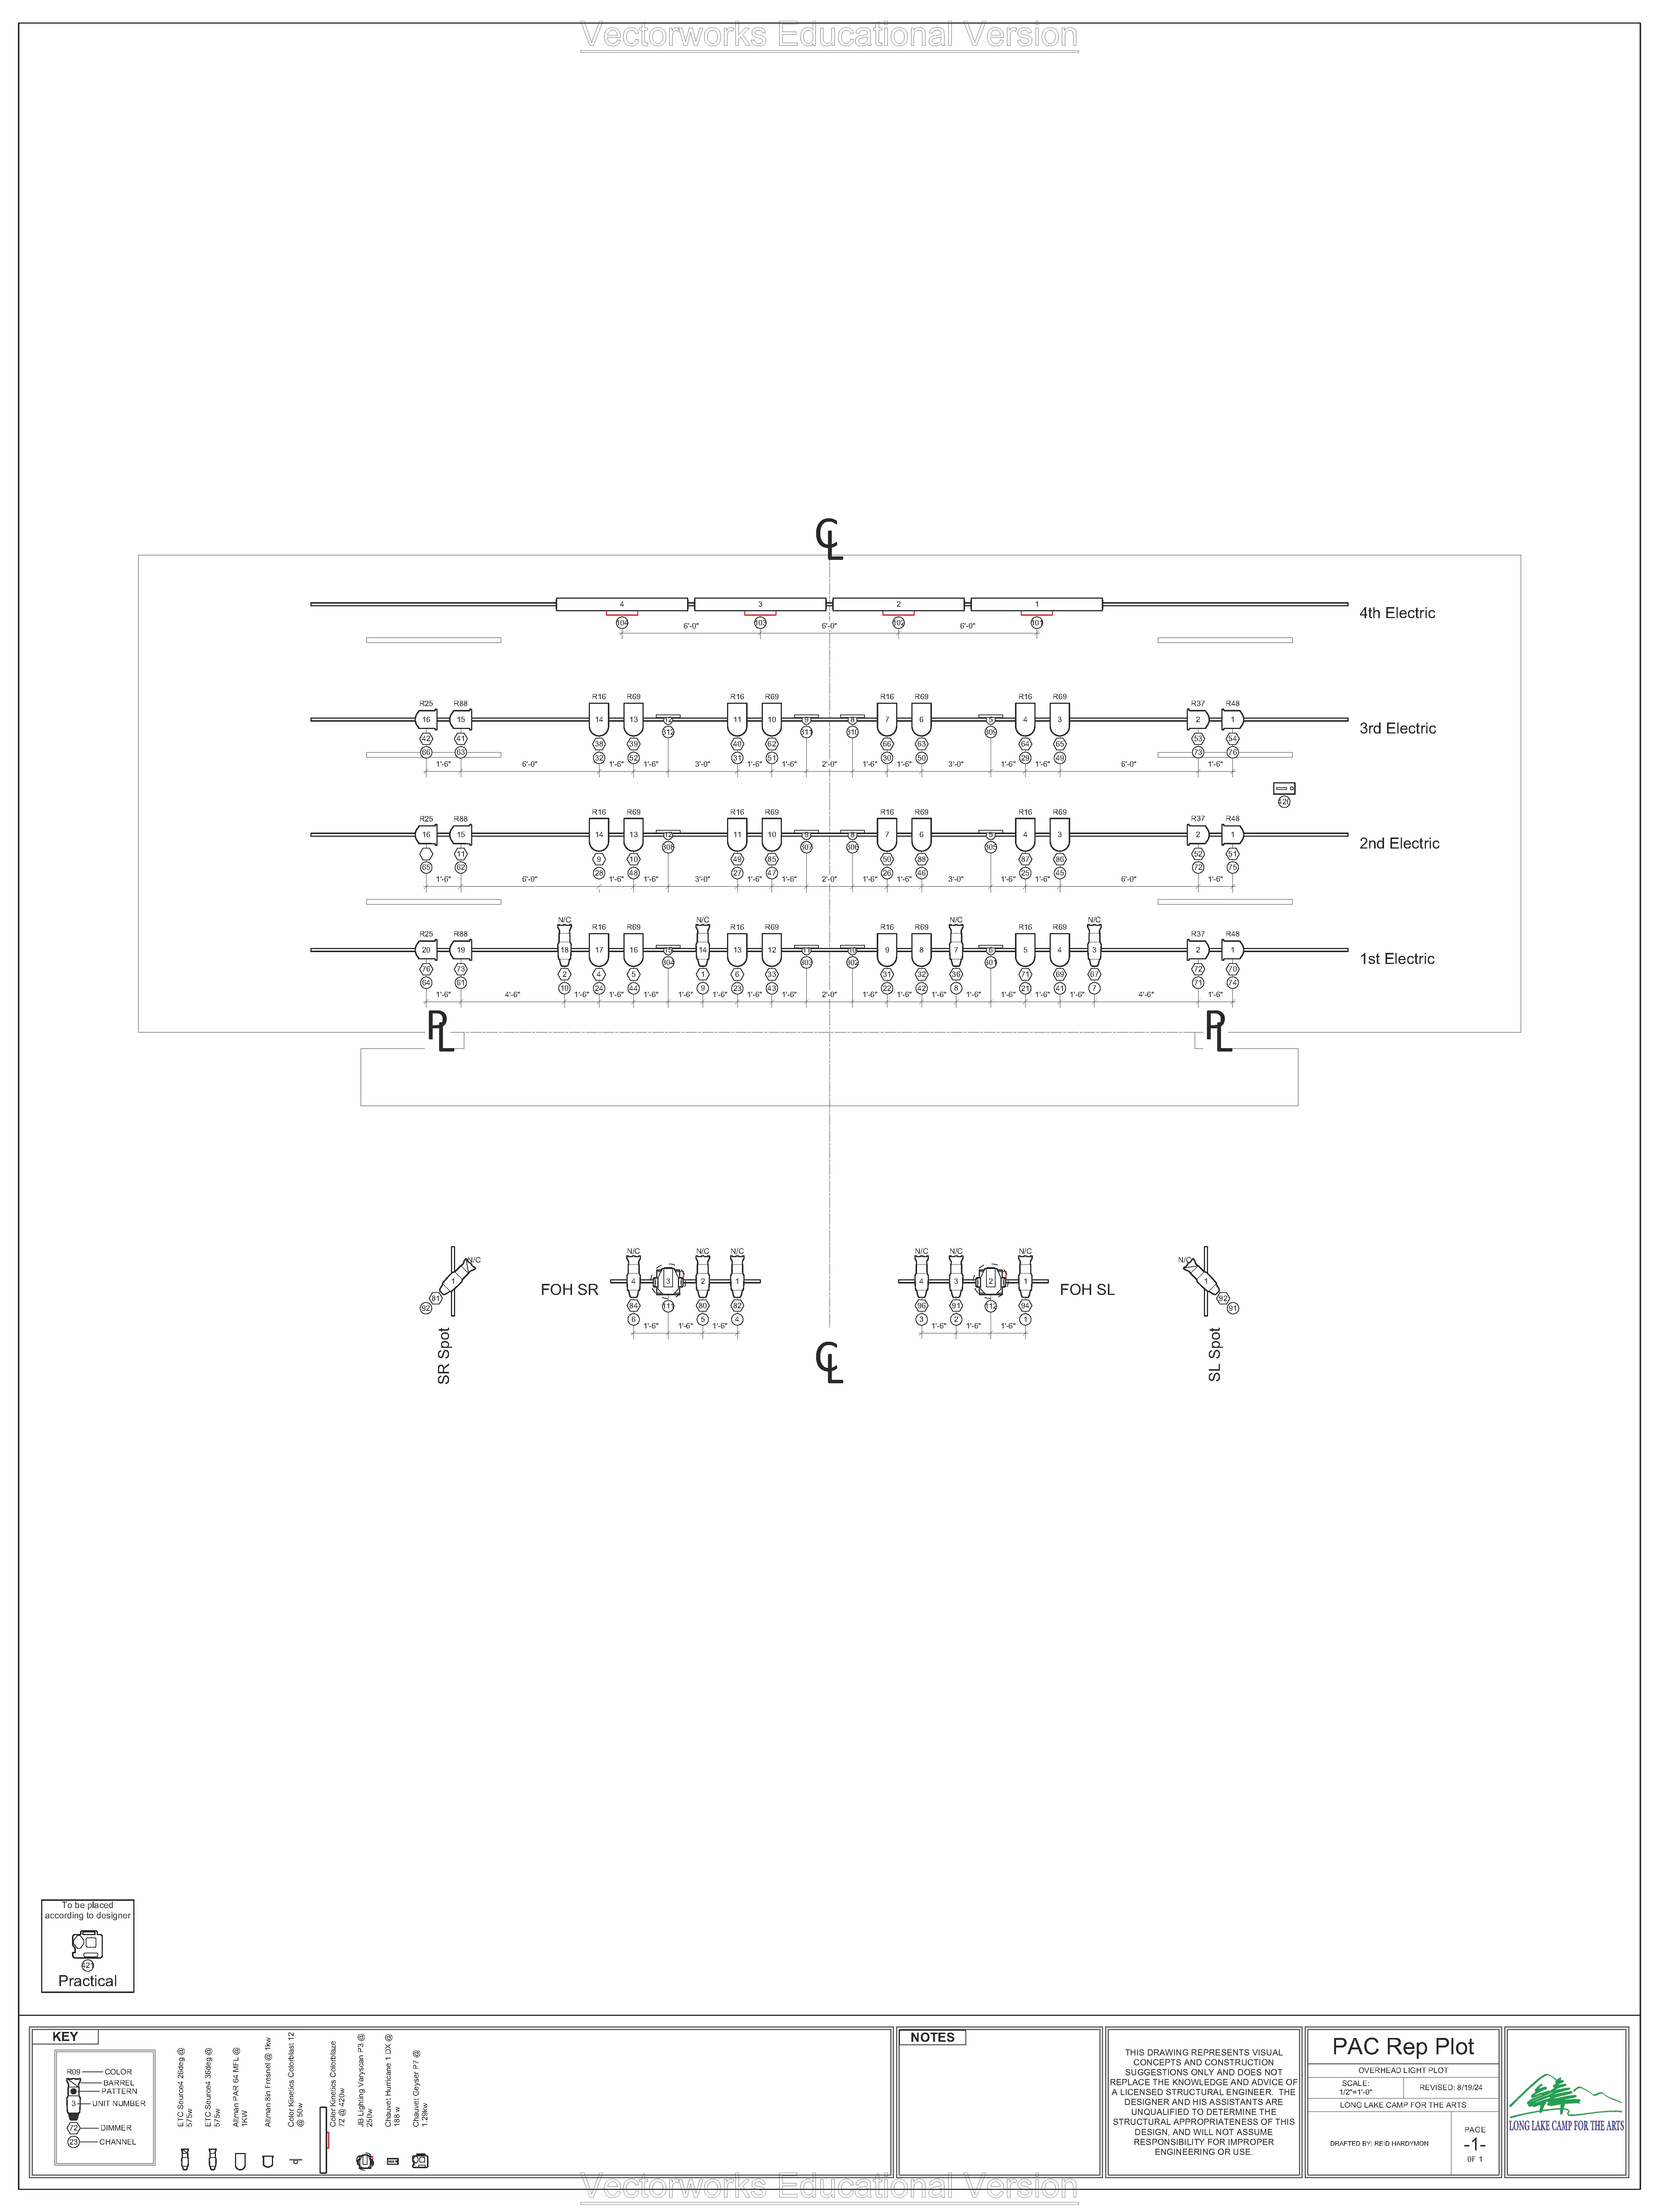 Vectorworks Educational Version
CL
4 3 2 1
4th Electric
104 103 102 101
6'-0" 6'-0" 6'-0"
R25 R88 R16 R69 R16 R69 R16 R69 R16 R69 R37 R48
16 15 14 13 12 11 10 9 8 7 6 5 4 3 2 1
3rd Electric
42 41 38 39 40 62 66 63 64 65 53 54
66 63 32 52 312 31 51 311 310 30 50 309 29 49 73 76
1'-6" 6'-0" 1'-6" 1'-6" 3'-0" 1'-6" 1'-6" 2'-0" 1'-6" 1'-6" 3'-0" 1'-6" 1'-6" 6'-0" 1'-6"
420
R25 R88 R16 R69 R16 R69 R16 R69 R16 R69 R37 R48
16 15 14 13 12 11 10 9 8 7 6 5 4 3 2 1
2nd Electric
11 9 10 49 85 50 88 87 86 52 51
65 62 28 48 308 27 47 307 306 26 46 305 25 45 72 75
1'-6" 6'-0" 1'-6" 1'-6" 3'-0" 1'-6" 1'-6" 2'-0" 1'-6" 1'-6" 3'-0" 1'-6" 1'-6" 6'-0" 1'-6"
N/C N/C N/C N/C
R25 R88 R16 R69 R16 R69 R16 R69 R16 R69 R37 R48
20 19 18 17 16 15 14 13 12 11 10 9 8 7 6 5 4 3 2 1
1st Electric
76 73 2 4 5 1 6 33 31 32 36 71 69 67 72 70
64 61 10 24 44 304 9 23 43 303 302 22 42 8 301 21 41 7 71 74
1'-6" 4'-6" 1'-6" 1'-6" 1'-6" 1'-6" 1'-6" 1'-6" 1'-6" 2'-0" 1'-6" 1'-6" 1'-6" 1'-6" 1'-6" 1'-6" 1'-6" 4'-6" 1'-6"
PL PL
N/C N/C N/C N/C N/C N/C N/C N/C
1 FOH SR 4 3 2 1 4 3 2 1 FOH SL 1
81 92 84 111 80 82 96 91 112 94 92 91
6 5 4 3 2 1
1'-6" 1'-6" 1'-6" 1'-6" 1'-6" 1'-6"
SR Spot
SL Spot
CL
To be placed
according to designer
421
Practical
KEY
R09 COLOR
BARREL
PATTERN
3 UNIT NUMBER
72 DIMMER
23 CHANNEL
ETC Source4 26deg @
575w
ETC Source4 36deg @
575w
Altman PAR 64 MFL @
1KW
Altman 8in Fresnel @ 1kw
Color Kinetics Colorblast 12
@ 50w
Color Kinetics Colorblaze
72 @ 420w
JB Lighting Varyscan P3 @
250w
Chauvet Hurricane 1 DX @
188 w
Chauvet Geyser P7 @
1.29kw
NOTES
THIS DRAWING REPRESENTS VISUAL
CONCEPTS AND CONSTRUCTION
SUGGESTIONS ONLY AND DOES NOT
REPLACE THE KNOWLEDGE AND ADVICE OF
A LICENSED STRUCTURAL ENGINEER. THE
DESIGNER AND HIS ASSISTANTS ARE
UNQUALIFIED TO DETERMINE THE
STRUCTURAL APPROPRIATENESS OF THIS
DESIGN, AND WILL NOT ASSUME
RESPONSIBILITY FOR IMPROPER
ENGINEERING OR USE.
PAC Rep Plot
OVERHEAD LIGHT PLOT
SCALE:
1/2"=1'-0"
REVISED: 8/19/24
LONG LAKE CAMP FOR THE ARTS
DRAFTED BY: REID HARDYMON
PAGE
-1-
OF 1
LONG LAKE CAMP FOR THE ARTS
Vectorworks Educational Version